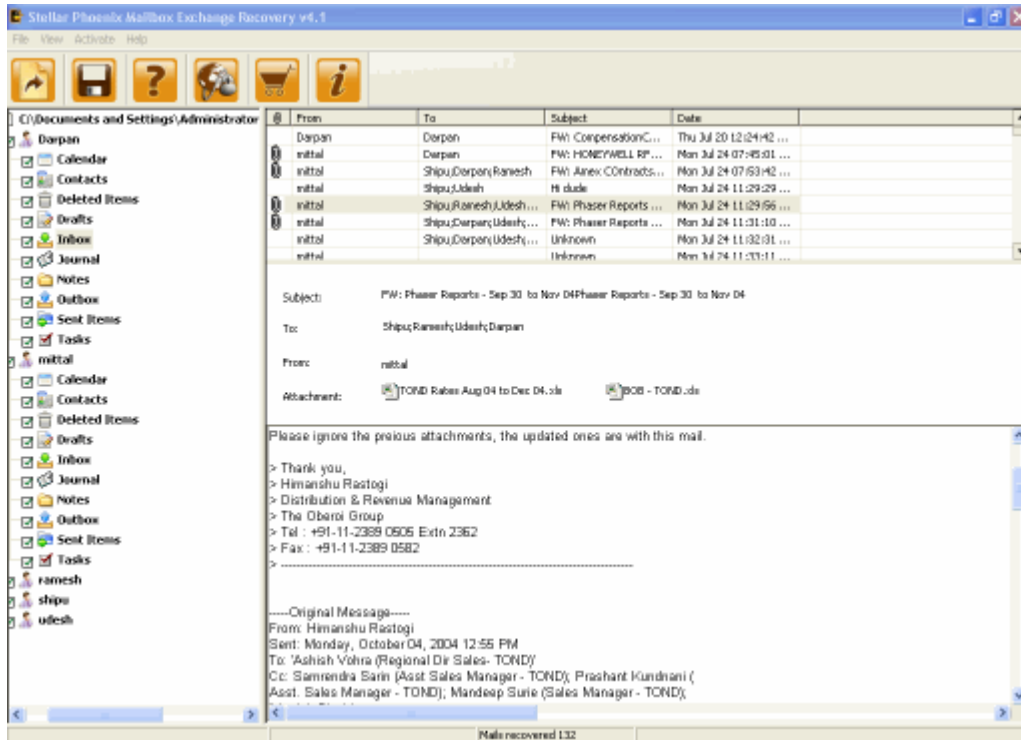 Stellar Phoenix Mailbox Exchange Recovery v4.1
File View Activate Help
C:\Documents and Settings\Administrator
Darpan
Calendar
Contacts
Deleted Items
Drafts
Inbox
Journal
Notes
Outbox
Sent Items
Tasks
mittal
Calendar
Contacts
Deleted Items
Drafts
Inbox
Journal
Notes
Outbox
Sent Items
Tasks
ramesh
shipu
udesh
From To Subject Date
Darpan Darpan FW: CompensationC... Thu Jul 20 12:24:42 ...
mittal Darpan FW: HONEYWELL RF... Mon Jul 24 07:45:01 ...
mittal Shipu;Darpan;Ramesh FW: Amex COntracts... Mon Jul 24 07:53:42 ...
mittal Shipu;Udesh Hi dude Mon Jul 24 11:29:29 ...
mittal Shipu;Ramesh;Udesh... FW: Phaser Reports ... Mon Jul 24 11:29:56 ...
mittal Shipu;Darpan;Udesh;... FW: Phaser Reports ... Mon Jul 24 11:31:10 ...
mittal Shipu;Darpan;Udesh;... Unknown Mon Jul 24 11:32:31 ...
mittal Unknown Mon Jul 24 11:33:11 ...
Subject: FW: Phaser Reports - Sep 30 to Nov 04Phaser Reports - Sep 30 to Nov 04
To: Shipu;Ramesh;Udesh;Darpan
From: mittal
Attachment: TOND Rates Aug 04 to Dec 04.xls BOB - TOND.xls
Please ignore the preious attachments, the updated ones are with this mail.
> Thank you,
> Himanshu Rastogi
> Distribution & Revenue Management
> The Oberoi Group
> Tel : +91-11-2389 0505 Extn 2362
> Fax : +91-11-2389 0582
> ----------------------------------------------------------------------
-----Original Message-----
From: Himanshu Rastogi
Sent: Monday, October 04, 2004 12:55 PM
To: 'Ashish Vohra (Regional Dir Sales- TOND)'
Cc: Samrendra Sarin (Asst Sales Manager - TOND); Prashant Kundnani (
Asst. Sales Manager - TOND); Mandeep Surie (Sales Manager - TOND);
Mails recovered 132